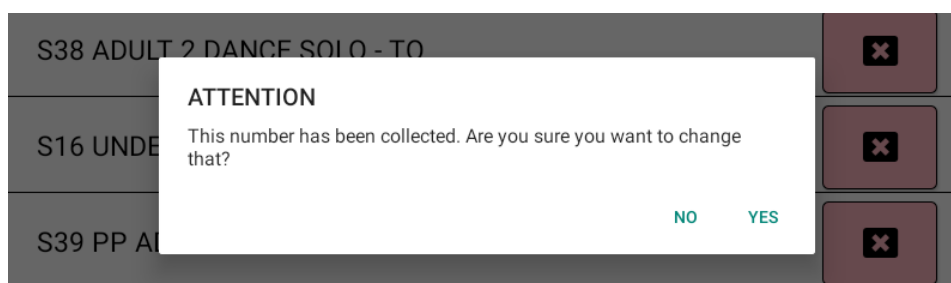 S38 ADULT 2 DANCE SOLO - TO
ATTENTION
This number has been collected. Are you sure you want to change
that?
S16 UNDE
NO YES
S39 PP